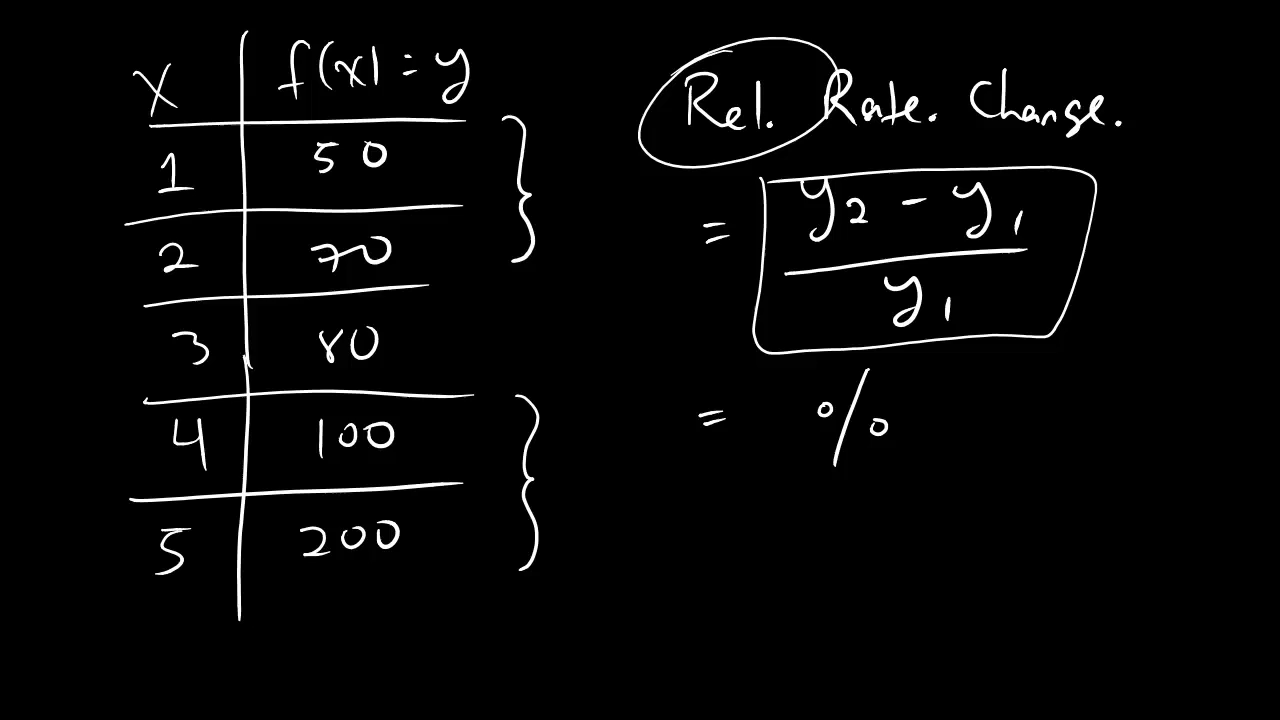 x f(x) = y
1 50
2 70
3 80
4 100
5 200
Rel. Rate. Change.
= y2 - y1
y1
= %